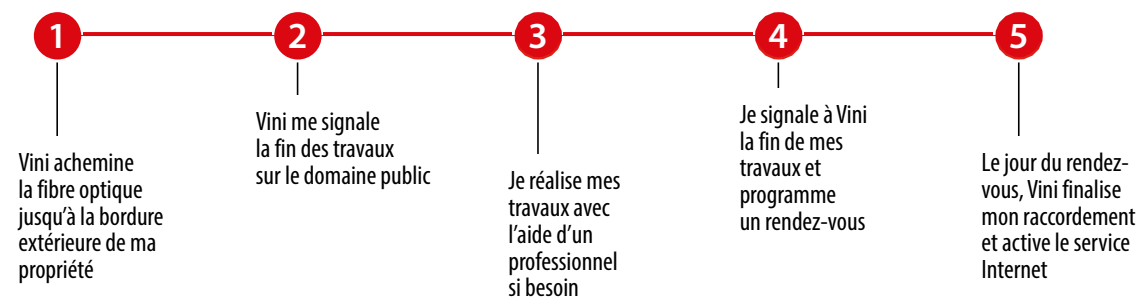 1
Vini achemine
la fibre optique
jusqu'à la bordure
extérieure de ma
propriété
2
Vini me signale
la fin des travaux
sur le domaine public
3
Je réalise mes
travaux avec
l'aide d'un
professionnel
si besoin
4
Je signale à Vini
la fin de mes
travaux et
programme
un rendez-vous
5
Le jour du rendez-
vous, Vini finalise
mon raccordement
et active le service
Internet